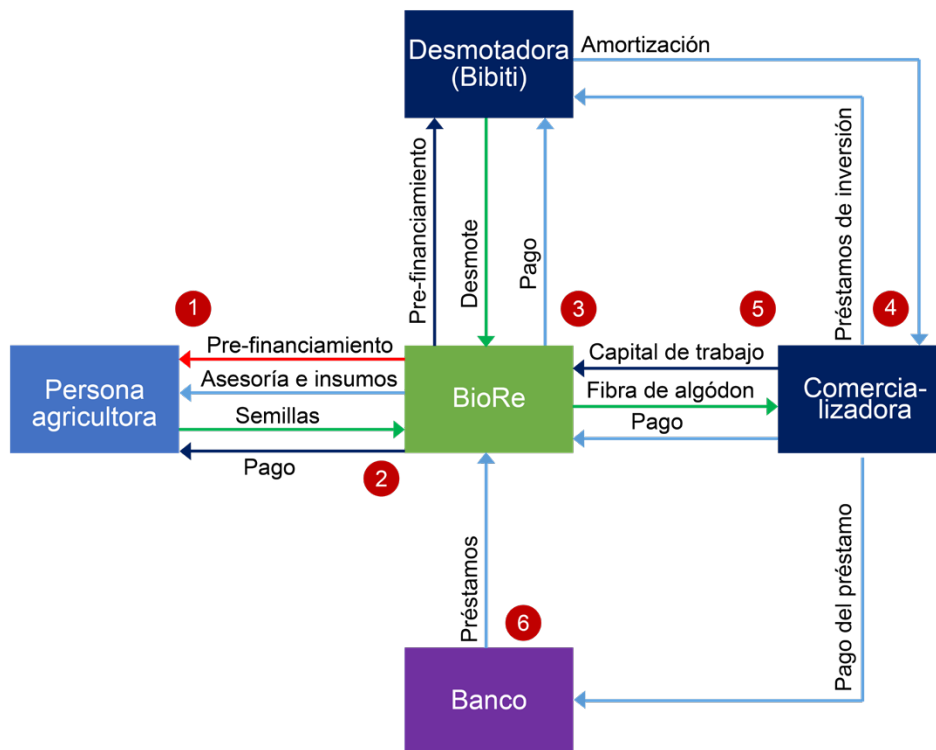 Desmotadora
(Bibiti)
Amortización
Pre-financiamiento
Desmote
Pago
Préstamos de inversión
1
3
5
4
Pre-financiamiento
Asesoría e insumos
Semillas
Pago
2
Persona
agricultora
BioRe
Capital de trabajo
Fibra de algódon
Pago
Comercia-
lizadora
Préstamos
6
Pago del préstamo
Banco